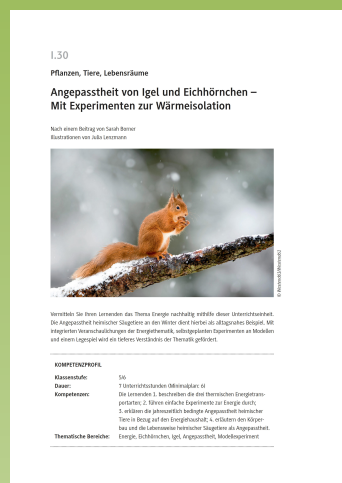 I.30
Pflanzen, Tiere, Lebensräume
Angepasstheit von Igel und Eichhörnchen –
Mit Experimenten zur Wärmeisolation
Nach einem Beitrag von Sarah Borner
Illustrationen von Julia Lenzmann
Vermitteln Sie Ihren Lernenden das Thema Energie nachhaltig mithilfe dieser Unterrichtseinheit.
Die Angepasstheit heimischer Säugetiere an den Winter dient hierbei als alltagsnahes Beispiel. Mit
integrierten Veranschaulichungen der Energiethematik, selbstgeplanten Experimenten an Modellen
und einem Legespiel wird ein tieferes Verständnis der Thematik gefördert.
KOMPETENZPROFIL
Klassenstufe: 5/6
Dauer: 7 Unterrichtsstunden (Minimalplan: 6)
Kompetenzen: Die Lernenden 1. beschreiben die drei thermischen Energietrans-
portarten; 2. führen einfache Experimente zur Energie durch;
3. erklären die jahreszeitlich bedingte Angepasstheit heimischer
Tiere in Bezug auf den Energiehaushalt; 4. erläutern den Körper-
bau und die Lebensweise heimischer Säugetiere als Angepasstheit.
Thematische Bereiche: Energie, Eichhörnchen, Igel, Angepasstheit, Modellexperiment